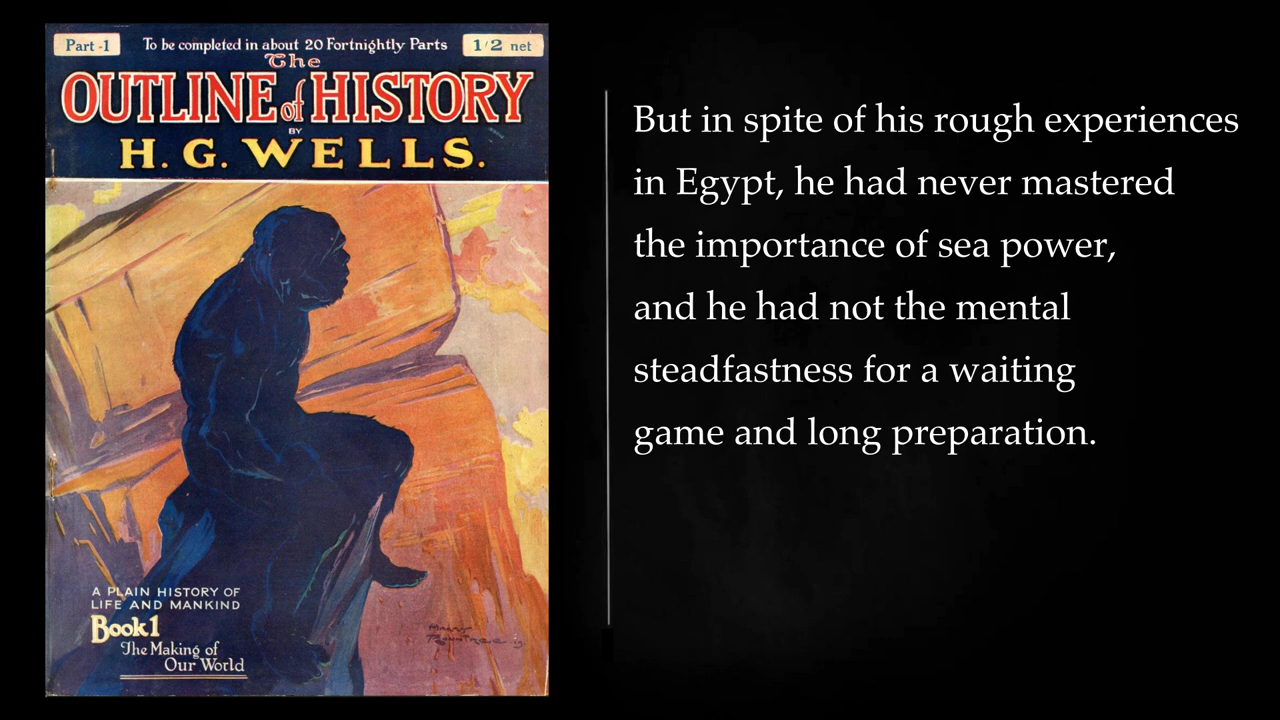 Part -1
To be completed in about 20 Fortnightly Parts
1/2 net
The
OUTLINE of HISTORY
BY
H. G. WELLS.
A PLAIN HISTORY OF
LIFE AND MANKIND
Book 1
The Making of
Our World
But in spite of his rough experiences
in Egypt, he had never mastered
the importance of sea power,
and he had not the mental
steadfastness for a waiting
game and long preparation.